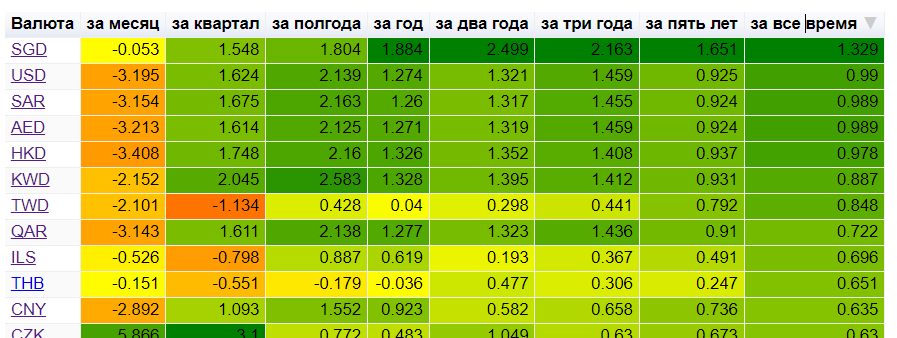 Валюта за месяц за квартал за полгода за год за два года за три года за пять лет за все время ▼
SGD -0.053 1.548 1.804 1.884 2.499 2.163 1.651 1.329
USD -3.195 1.624 2.139 1.274 1.321 1.459 0.925 0.99
SAR -3.154 1.675 2.163 1.26 1.317 1.455 0.924 0.989
AED -3.213 1.614 2.125 1.271 1.319 1.459 0.924 0.989
HKD -3.408 1.748 2.16 1.326 1.352 1.408 0.937 0.978
KWD -2.152 2.045 2.583 1.328 1.395 1.412 0.931 0.887
TWD -2.101 -1.134 0.428 0.04 0.298 0.441 0.792 0.848
QAR -3.143 1.611 2.138 1.277 1.323 1.436 0.91 0.722
ILS -0.526 -0.798 0.887 0.619 0.193 0.367 0.491 0.696
THB -0.151 -0.551 -0.179 -0.036 0.477 0.306 0.247 0.651
CNY -2.892 1.093 1.552 0.923 0.582 0.658 0.736 0.635
CZK 5.866 3.1 0.772 0.483 1.049 0.63 0.673 0.63